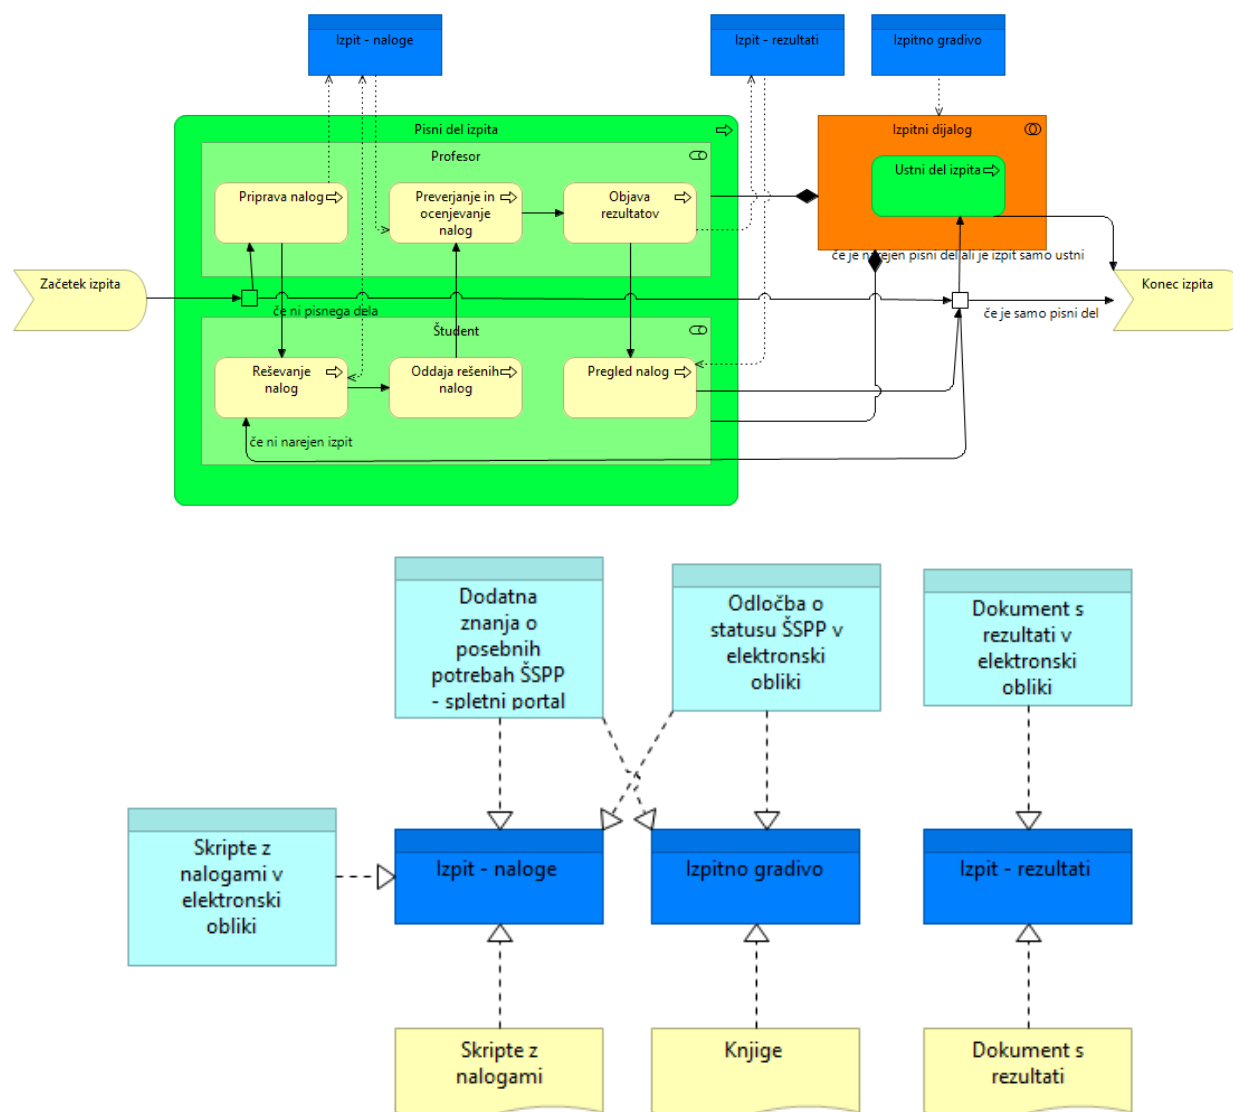 Izpit - naloge
Izpit - rezultati
Izpitno gradivo
Pisni del izpita
Izpitni dijalog
Profesor
Ustni del izpita
Priprava nalog
Preverjanje in
ocenjevanje
nalog
Objava
rezultatov
če je narejen pisni del ali je izpit samo ustni
Začetek izpita
Konec izpita
če ni pisnega dela
če je samo pisni del
Študent
Reševanje
nalog
Oddaja rešenih
nalog
Pregled nalog
če ni narejen izpit
Dodatna
znanja o
posebnih
potrebah ŠSPP
- spletni portal
Odločba o
statusu ŠSPP v
elektronski
obliki
Dokument s
rezultati v
elektronski
obliki
Skripte z
nalogami v
elektronski
obliki
Izpit - naloge
Izpitno gradivo
Izpit - rezultati
Skripte z
nalogami
Knjige
Dokument s
rezultati